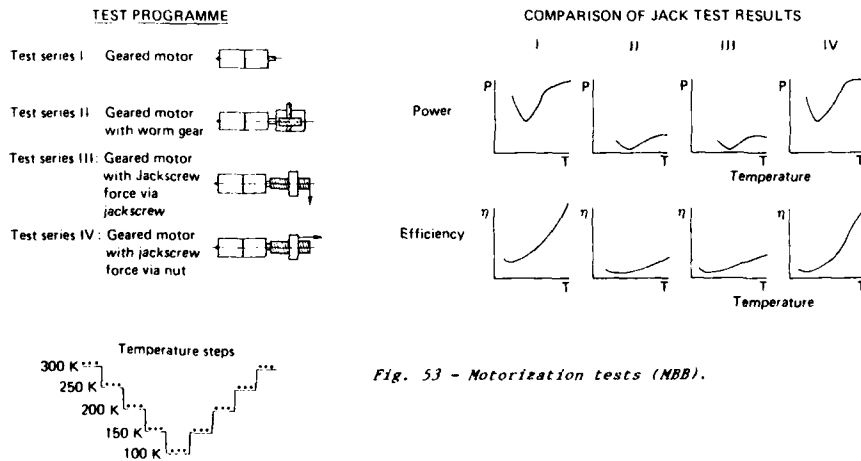 TEST PROGRAMME
Test series I Geared motor
Test series II Geared motor
with worm gear
Test series III: Geared motor
with Jackscrew
force via
jackscrew
Test series IV: Geared motor
with jackscrew
force via nut
Temperature steps
300 K
250 K
200 K
150 K
100 K
COMPARISON OF JACK TEST RESULTS
I II III IV
Power
P P P P
T T T T
Temperature
Efficiency
η η η η
T T T T
Temperature
Fig. 53 - Motorization tests (MBB).